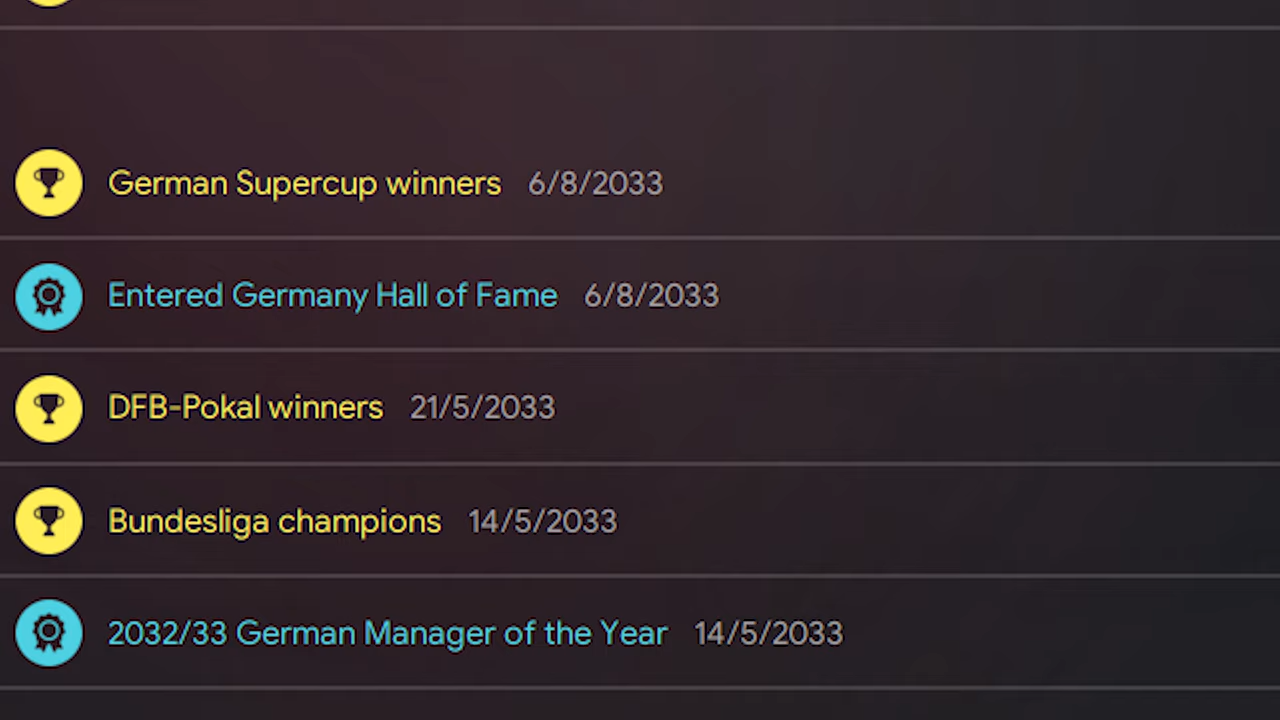 German Supercup winners 6/8/2033
Entered Germany Hall of Fame 6/8/2033
DFB-Pokal winners 21/5/2033
Bundesliga champions 14/5/2033
2032/33 German Manager of the Year 14/5/2033